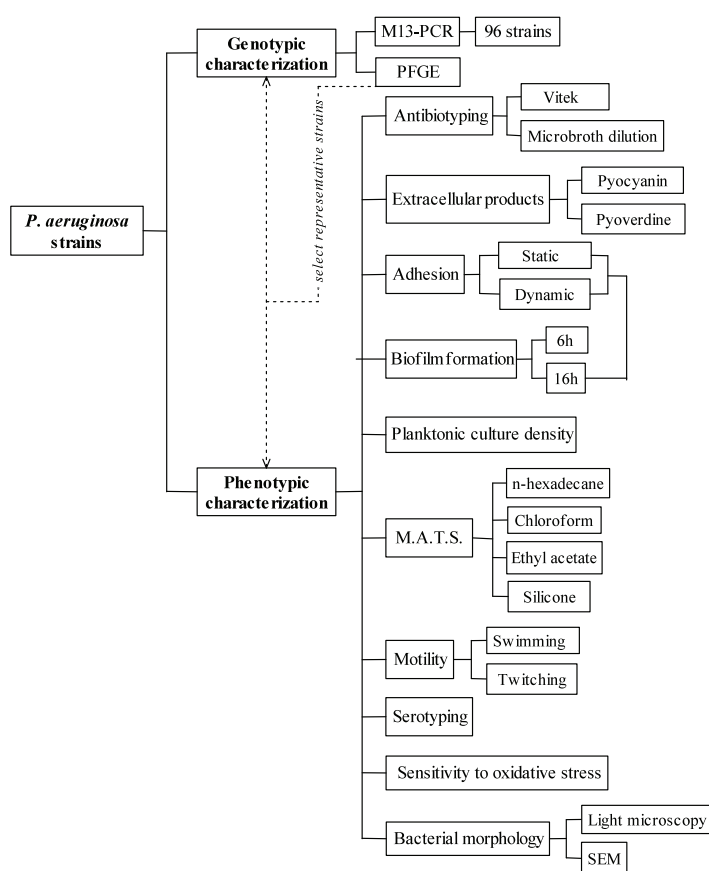 P. aeruginosa
strains
Genotypic
characterization
M13-PCR
96 strains
PFGE
select representative strains
Phenotypic
characterization
Antibiotyping
Vitek
Microbroth dilution
Extracellular products
Pyocyanin
Pyoverdine
Adhesion
Static
Dynamic
Biofilm formation
6h
16h
Planktonic culture density
M.A.T.S.
n-hexadecane
Chloroform
Ethyl acetate
Silicone
Motility
Swimming
Twitching
Serotyping
Sensitivity to oxidative stress
Bacterial morphology
Light microscopy
SEM